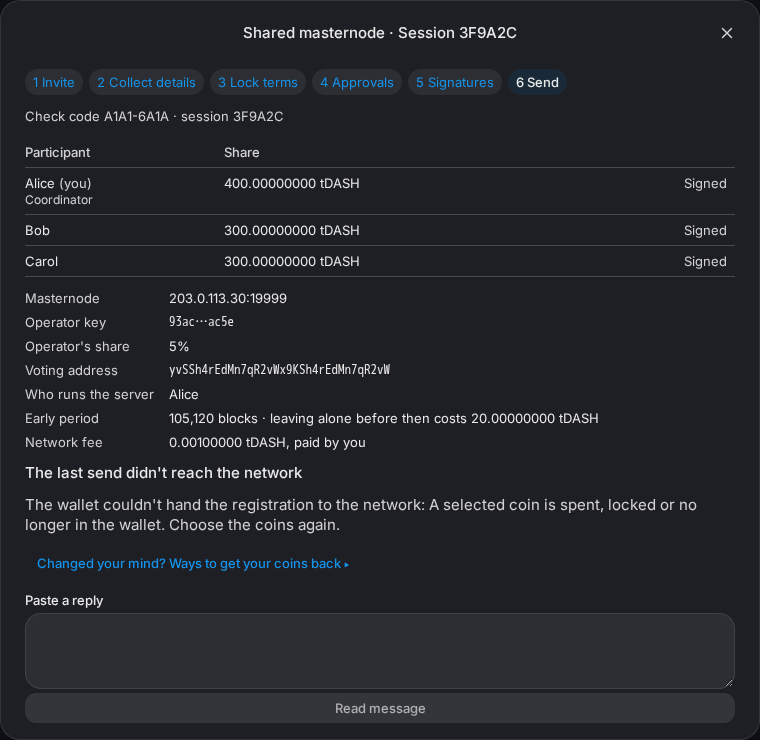 Shared masternode · Session 3F9A2C
1 Invite 2 Collect details 3 Lock terms 4 Approvals 5 Signatures 6 Send
Check code A1A1-6A1A · session 3F9A2C
Participant Share
Alice (you) 400.00000000 tDASH Signed
Coordinator
Bob 300.00000000 tDASH Signed
Carol 300.00000000 tDASH Signed
Masternode 203.0.113.30:19999
Operator key 93ac···ac5e
Operator's share 5%
Voting address yvSSh4rEdMn7qR2vWx9KSh4rEdMn7qR2vW
Who runs the server Alice
Early period 105,120 blocks · leaving alone before then costs 20.00000000 tDASH
Network fee 0.00100000 tDASH, paid by you
The last send didn't reach the network
The wallet couldn't hand the registration to the network: A selected coin is spent, locked or no
longer in the wallet. Choose the coins again.
Changed your mind? Ways to get your coins back ▸
Paste a reply
Read message